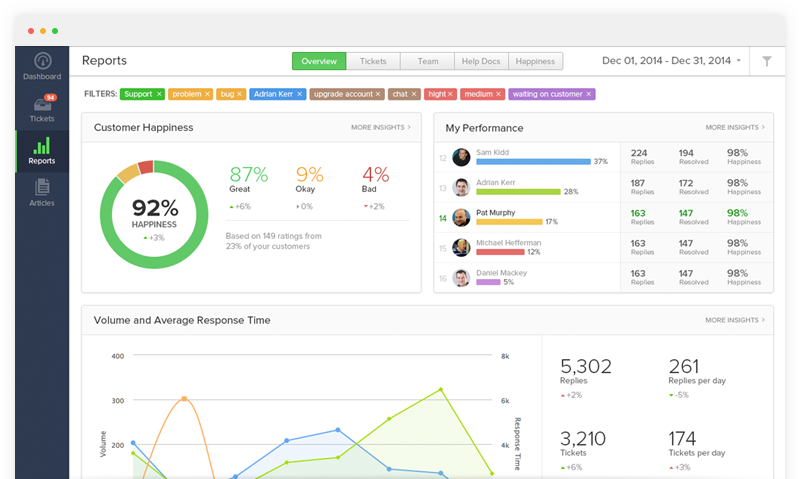 Reports
Overview Tickets Team Help Docs Happiness
Dec 01, 2014 - Dec 31, 2014
Dashboard
94
Tickets
Reports
Articles
FILTERS: Support × problem × bug × Adrian Kerr × upgrade account × chat × hight × medium × waiting on customer ×
Customer Happiness
MORE INSIGHTS >
92%
HAPPINESS
+3%
87% 9% 4%
Great Okay Bad
+6% 0% +2%
Based on 149 ratings from
23% of your customers
My Performance
MORE INSIGHTS >
12 Sam Kidd 37% 224 Replies 194 Resolved 98% Happiness
13 Adrian Kerr 28% 187 Replies 172 Resolved 98% Happiness
14 Pat Murphy 17% 163 Replies 147 Resolved 98% Happiness
15 Michael Hefferman 12% 163 Replies 147 Resolved 98% Happiness
15 Daniel Mackey 5% 163 Replies 147 Resolved 98% Happiness
Volume and Average Response Time
MORE INSIGHTS >
400 8k
300 6k
200 4k
Volume
Response Time
5,302 261
Replies Replies per day
+2% -5%
3,210 174
Tickets Tickets per day
+6% +3%